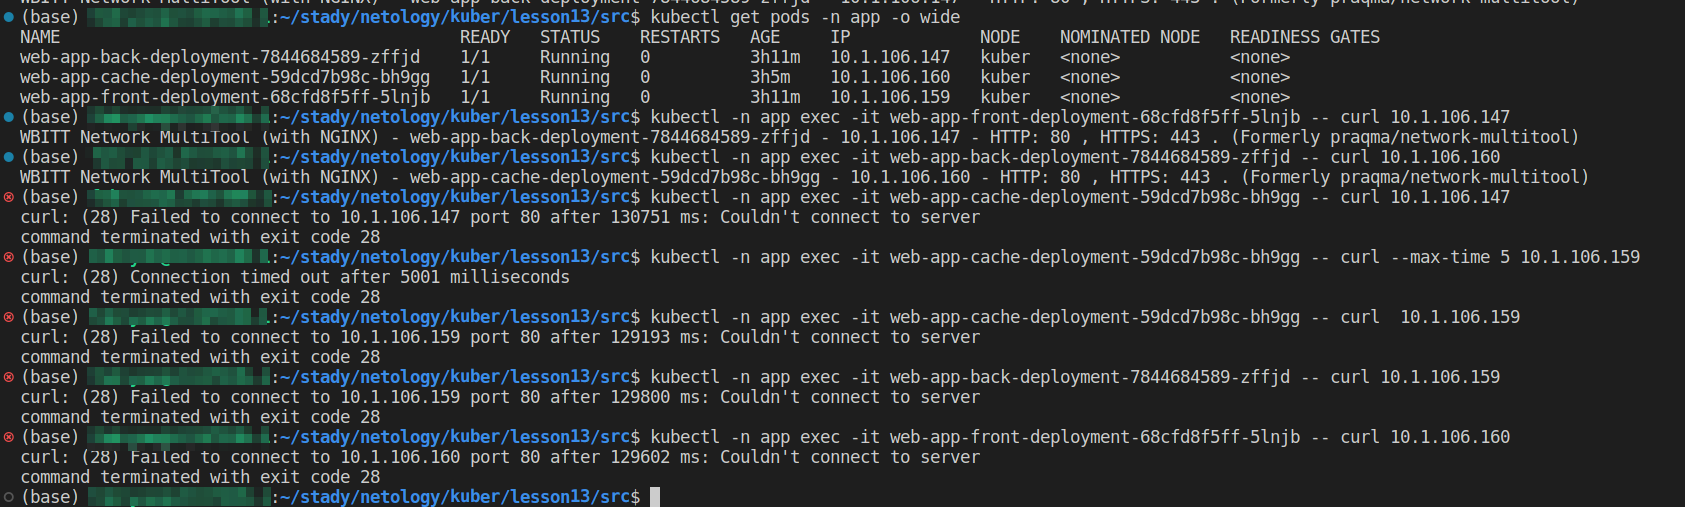 web-app-back-deployment-7844684589-zffjd - 10.1.106.147 - HTTP: 80 , HTTPS: 443 . (Formerly praqma/network-multitool)
(base) :~/stady/netology/kuber/lesson13/src$ kubectl get pods -n app -o wide
NAME READY STATUS RESTARTS AGE IP NODE NOMINATED NODE READINESS GATES
web-app-back-deployment-7844684589-zffjd 1/1 Running 0 3h11m 10.1.106.147 kuber <none> <none>
web-app-cache-deployment-59dcd7b98c-bh9gg 1/1 Running 0 3h5m 10.1.106.160 kuber <none> <none>
web-app-front-deployment-68cfd8f5ff-5lnjb 1/1 Running 0 3h11m 10.1.106.159 kuber <none> <none>
(base) :~/stady/netology/kuber/lesson13/src$ kubectl -n app exec -it web-app-front-deployment-68cfd8f5ff-5lnjb -- curl 10.1.106.147
WBITT Network MultiTool (with NGINX) - web-app-back-deployment-7844684589-zffjd - 10.1.106.147 - HTTP: 80 , HTTPS: 443 . (Formerly praqma/network-multitool)
(base) :~/stady/netology/kuber/lesson13/src$ kubectl -n app exec -it web-app-back-deployment-7844684589-zffjd -- curl 10.1.106.160
WBITT Network MultiTool (with NGINX) - web-app-cache-deployment-59dcd7b98c-bh9gg - 10.1.106.160 - HTTP: 80 , HTTPS: 443 . (Formerly praqma/network-multitool)
(base) :~/stady/netology/kuber/lesson13/src$ kubectl -n app exec -it web-app-cache-deployment-59dcd7b98c-bh9gg -- curl 10.1.106.147
curl: (28) Failed to connect to 10.1.106.147 port 80 after 130751 ms: Couldn't connect to server
command terminated with exit code 28
(base) :~/stady/netology/kuber/lesson13/src$ kubectl -n app exec -it web-app-cache-deployment-59dcd7b98c-bh9gg -- curl --max-time 5 10.1.106.159
curl: (28) Connection timed out after 5001 milliseconds
command terminated with exit code 28
(base) :~/stady/netology/kuber/lesson13/src$ kubectl -n app exec -it web-app-cache-deployment-59dcd7b98c-bh9gg -- curl  10.1.106.159
curl: (28) Failed to connect to 10.1.106.159 port 80 after 129193 ms: Couldn't connect to server
command terminated with exit code 28
(base) :~/stady/netology/kuber/lesson13/src$ kubectl -n app exec -it web-app-back-deployment-7844684589-zffjd -- curl 10.1.106.159
curl: (28) Failed to connect to 10.1.106.159 port 80 after 129800 ms: Couldn't connect to server
command terminated with exit code 28
(base) :~/stady/netology/kuber/lesson13/src$ kubectl -n app exec -it web-app-front-deployment-68cfd8f5ff-5lnjb -- curl 10.1.106.160
curl: (28) Failed to connect to 10.1.106.160 port 80 after 129602 ms: Couldn't connect to server
command terminated with exit code 28
(base) :~/stady/netology/kuber/lesson13/src$